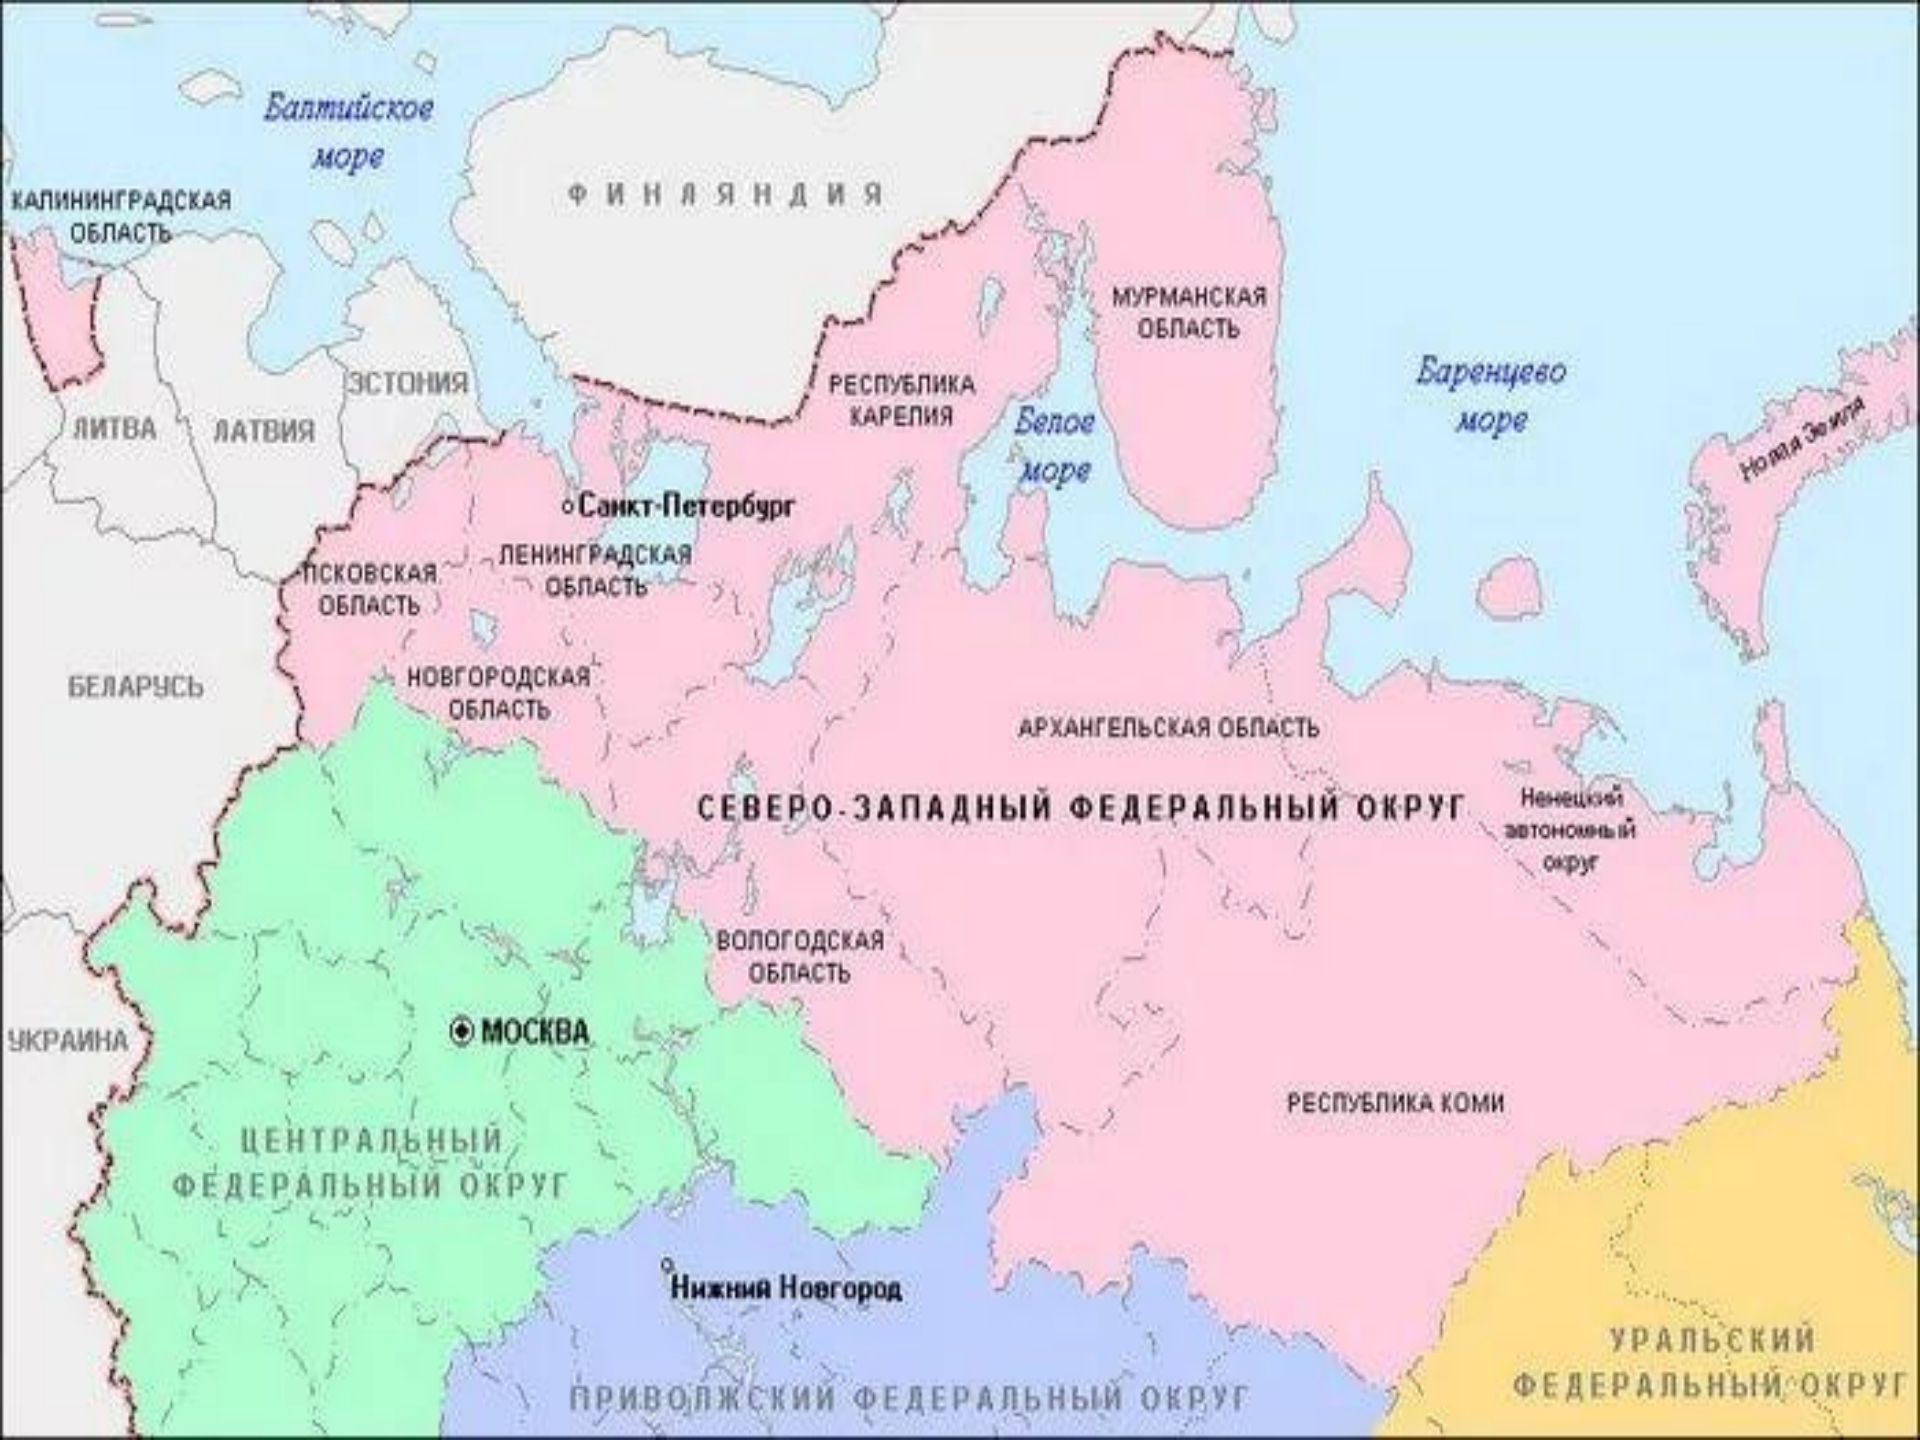 Балтийское
море
КАЛИНИНГРАДСКАЯ
ОБЛАСТЬ
ФИНЛЯНДИЯ
МУРМАНСКАЯ
ОБЛАСТЬ
ЭСТОНИЯ
ЛИТВА
ЛАТВИЯ
РЕСПУБЛИКА
КАРЕЛИЯ
Белое
море
Баренцево
море
Новая Земля
Санкт-Петербург
ПСКОВСКАЯ
ОБЛАСТЬ
ЛЕНИНГРАДСКАЯ
ОБЛАСТЬ
БЕЛАРУСЬ
НОВГОРОДСКАЯ
ОБЛАСТЬ
АРХАНГЕЛЬСКАЯ ОБЛАСТЬ
СЕВЕРО-ЗАПАДНЫЙ ФЕДЕРАЛЬНЫЙ ОКРУГ
Ненецкий
автономный
округ
ВОЛОГОДСКАЯ
ОБЛАСТЬ
УКРАИНА
МОСКВА
РЕСПУБЛИКА КОМИ
ЦЕНТРАЛЬНЫЙ
ФЕДЕРАЛЬНЫЙ ОКРУГ
Нижний Новгород
ПРИВОЛЖСКИЙ ФЕДЕРАЛЬНЫЙ ОКРУГ
УРАЛЬСКИЙ
ФЕДЕРАЛЬНЫЙ ОКРУГ